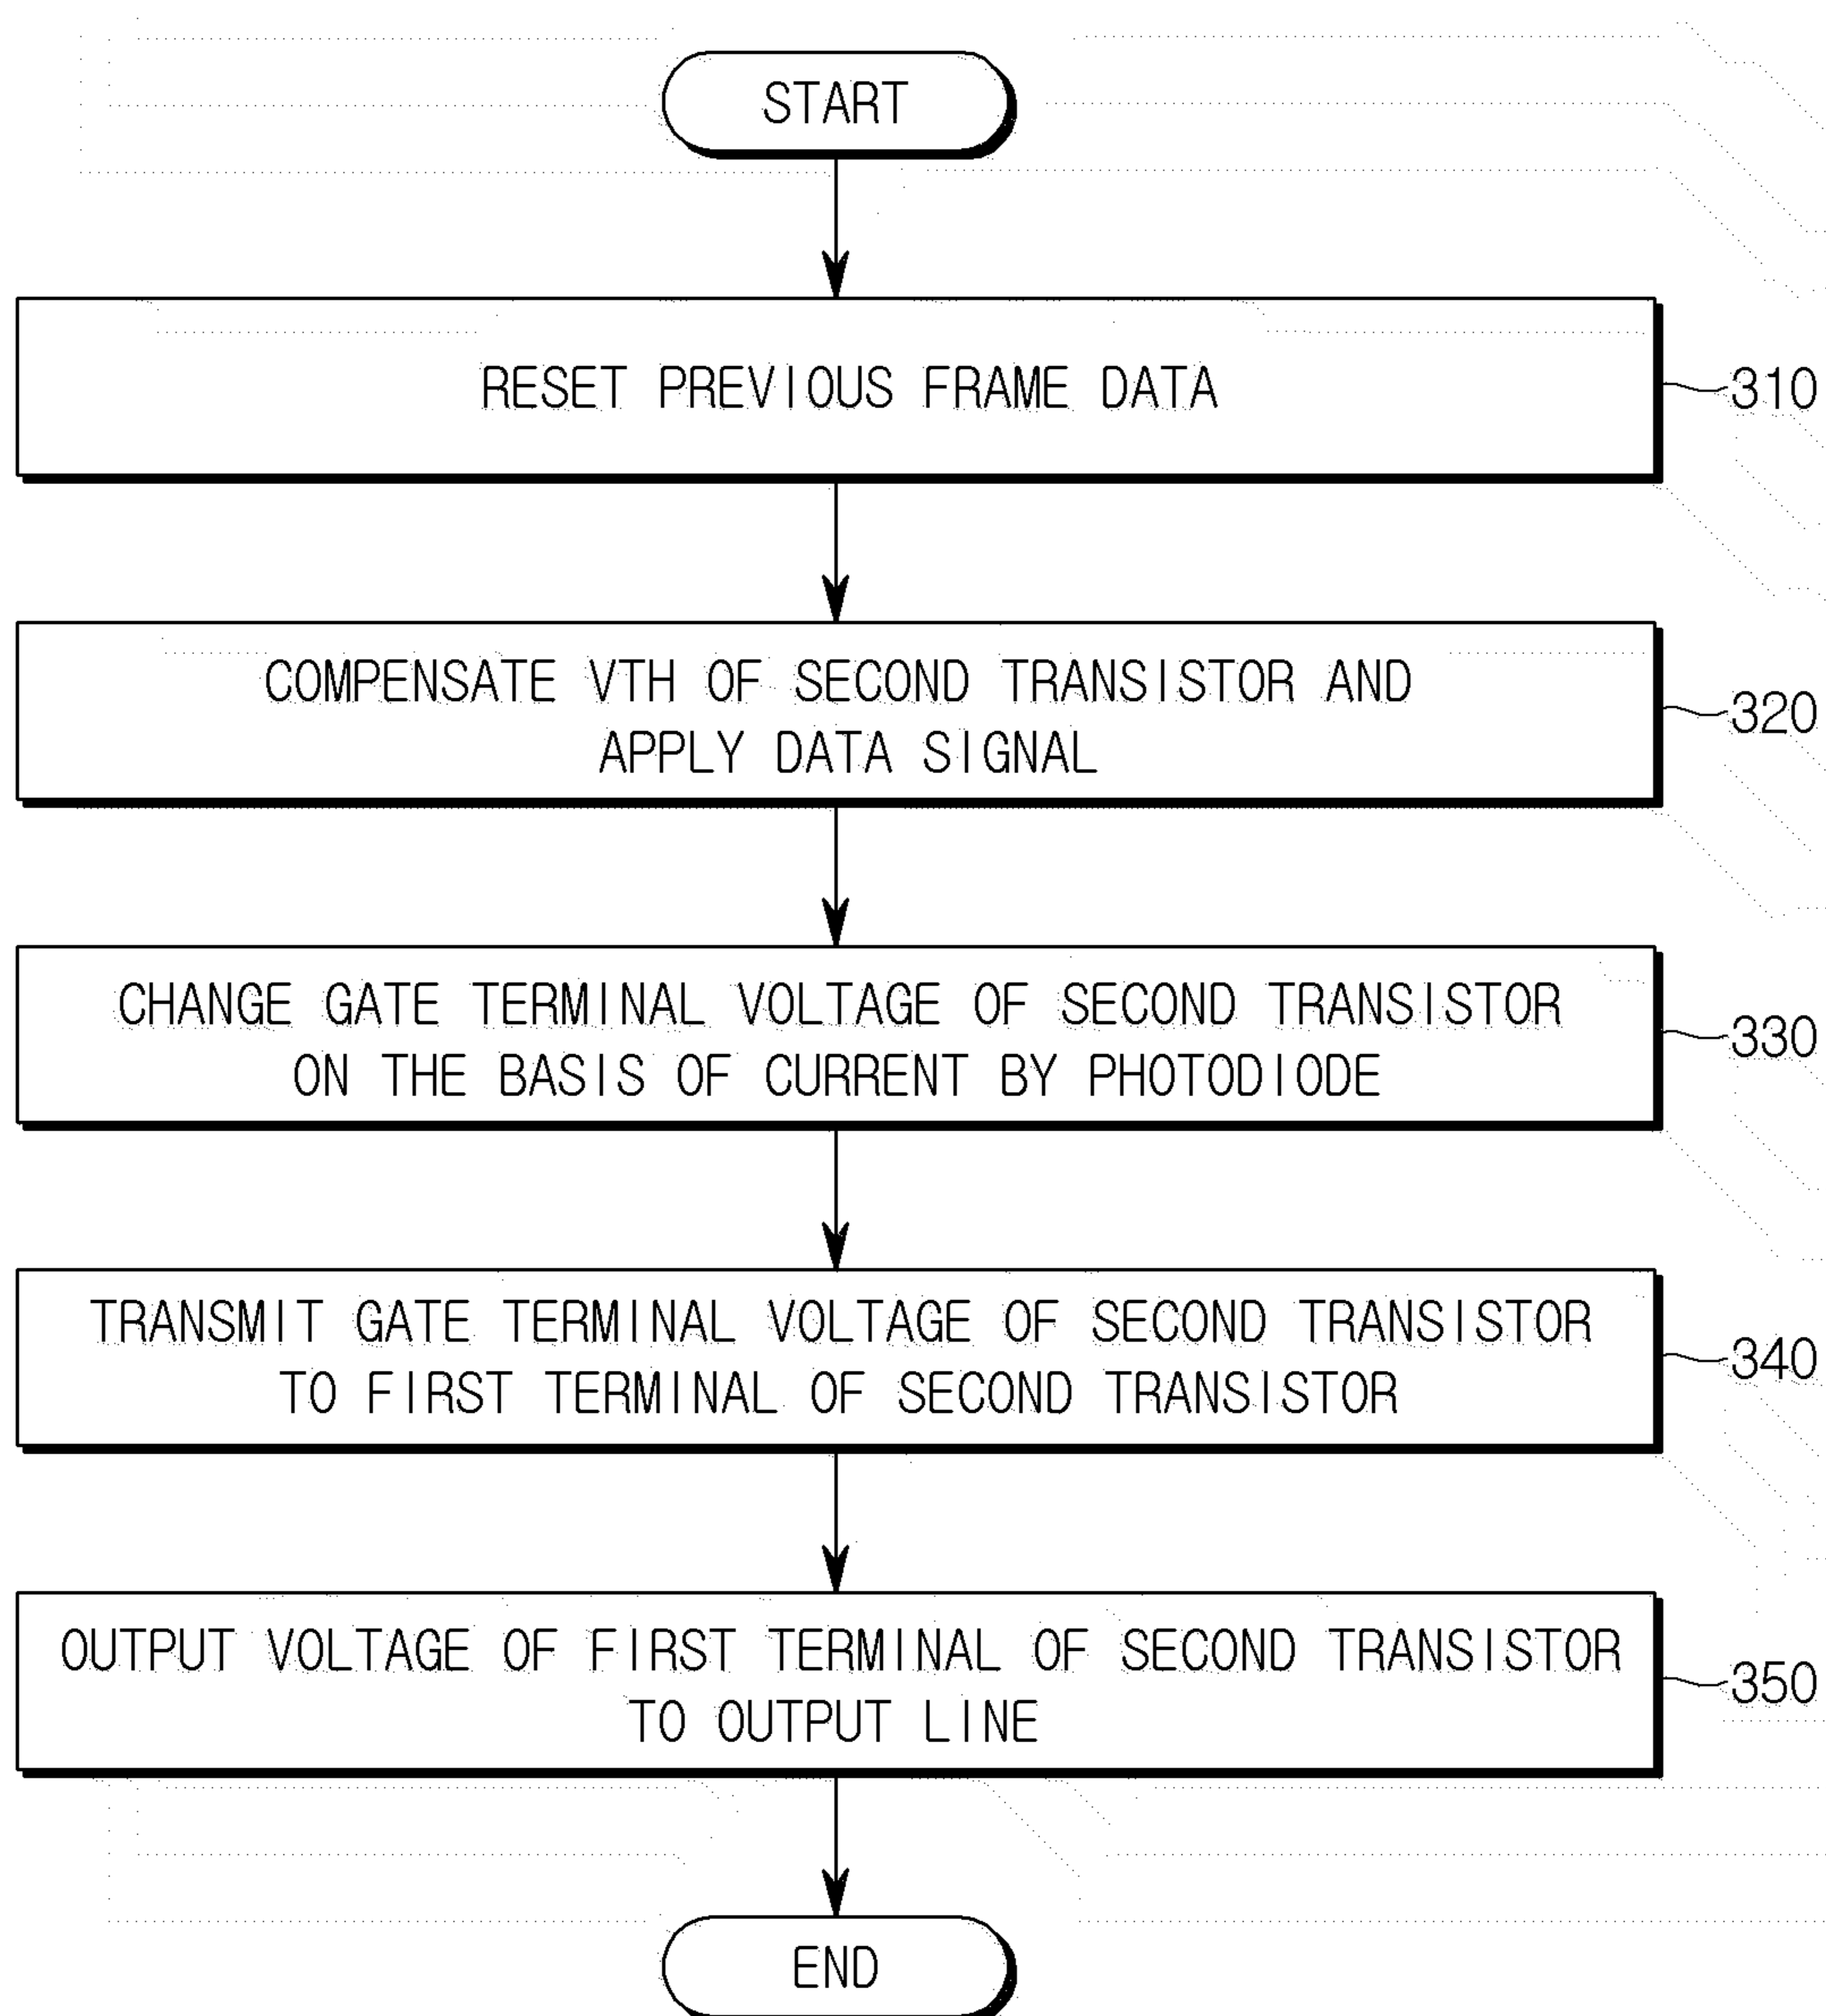 START
RESET PREVIOUS FRAME DATA
310
COMPENSATE VTH OF SECOND TRANSISTOR AND
APPLY DATA SIGNAL
320
CHANGE GATE TERMINAL VOLTAGE OF SECOND TRANSISTOR
ON THE BASIS OF CURRENT BY PHOTODIODE
330
TRANSMIT GATE TERMINAL VOLTAGE OF SECOND TRANSISTOR
TO FIRST TERMINAL OF SECOND TRANSISTOR
340
OUTPUT VOLTAGE OF FIRST TERMINAL OF SECOND TRANSISTOR
TO OUTPUT LINE
350
END